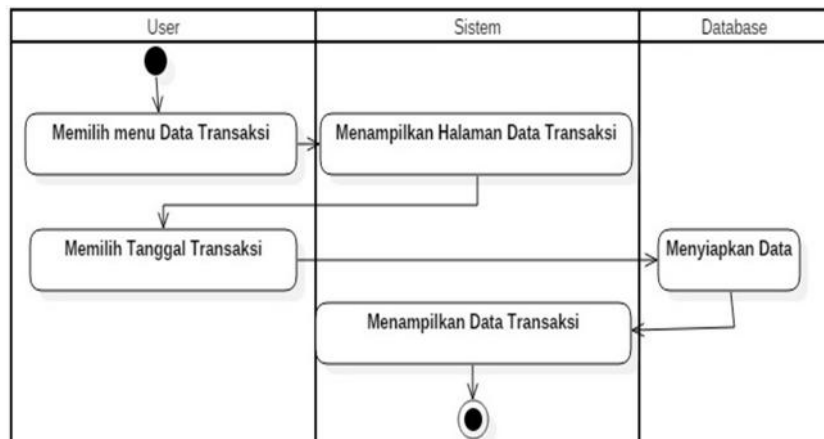 User
Sistem
Database
Memilih menu Data Transaksi
Menampilkan Halaman Data Transaksi
Memilih Tanggal Transaksi
Menyiapkan Data
Menampilkan Data Transaksi